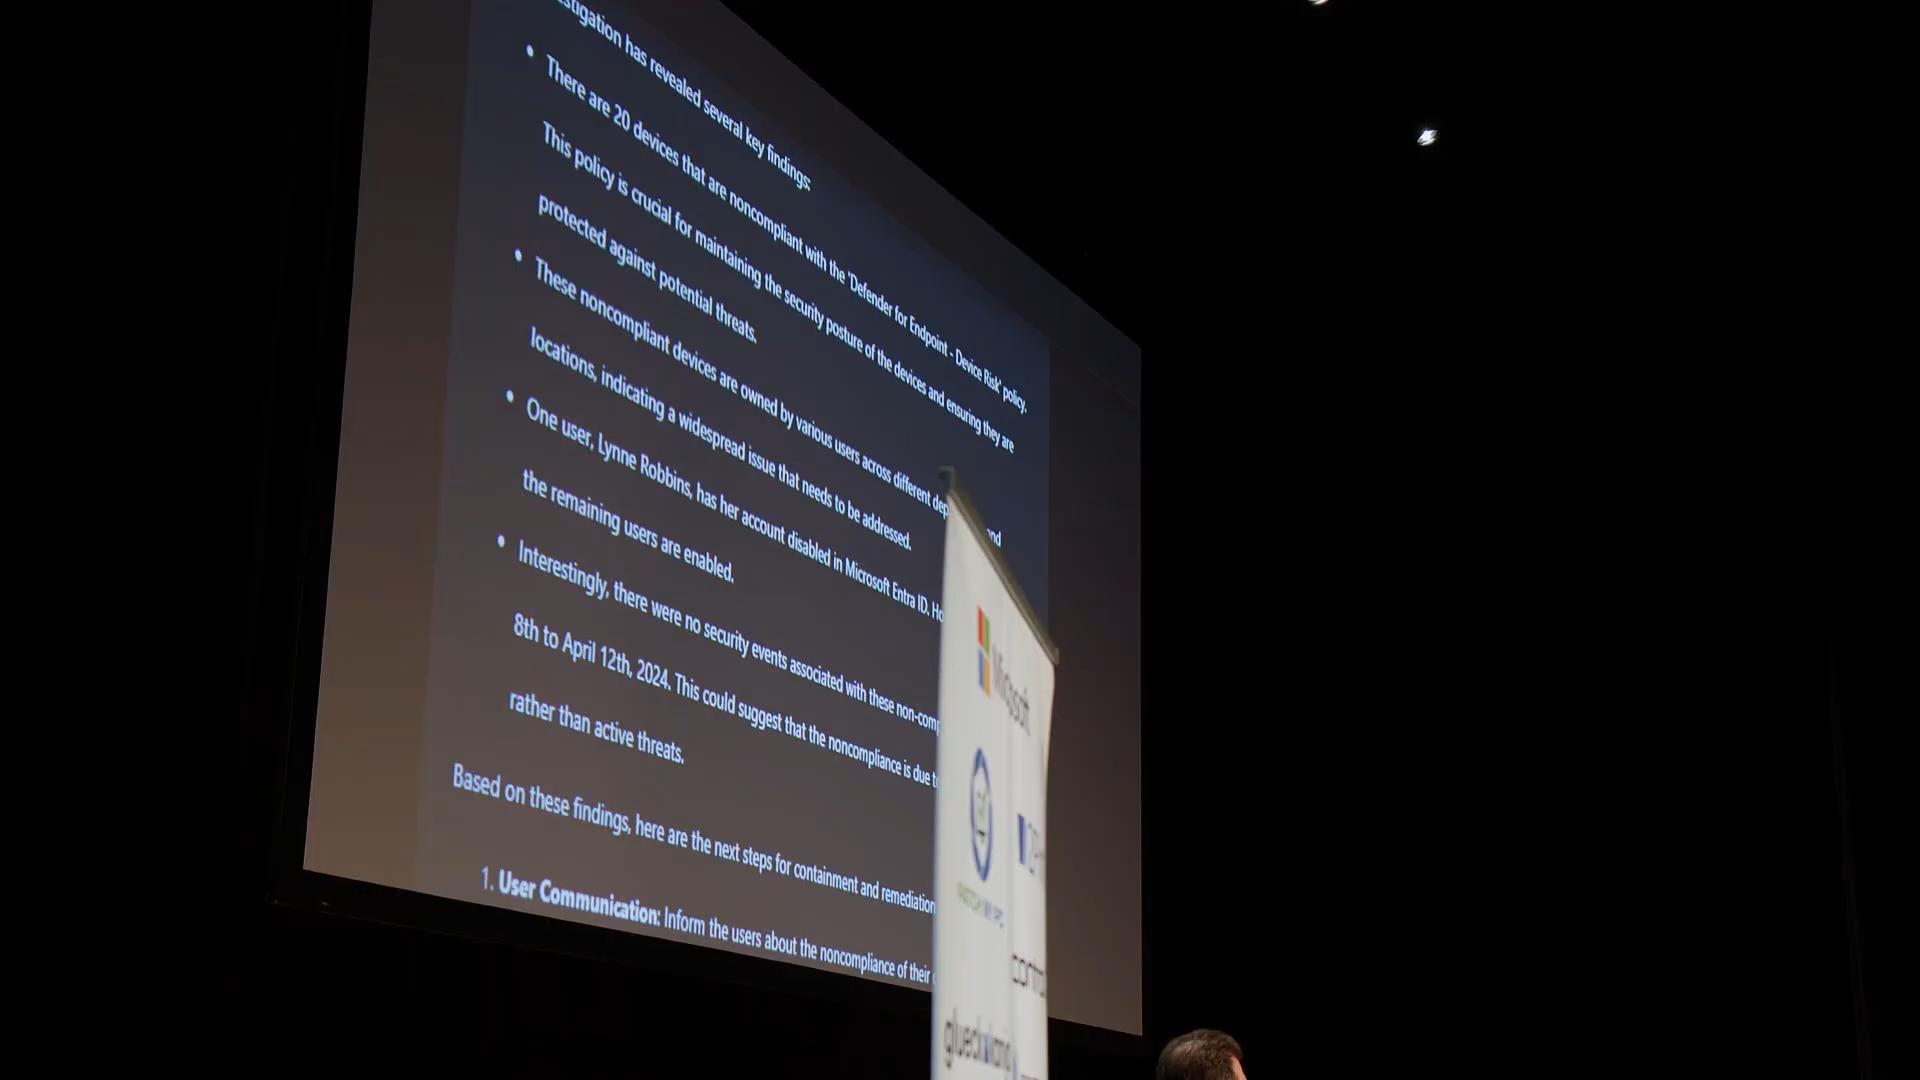 has revealed several key findings:
• There are 20 devices that are noncompliant with the 'Defender for Endpoint - Device Risk' policy.
This policy is crucial for maintaining the security posture of the devices and ensuring they are
protected against potential threats.
• These noncompliant devices are owned by various users across different
locations, indicating a widespread issue that needs to be addressed.
• One user, Lynne Robbins, has her account disabled in Microsoft Entra ID.
the remaining users are enabled.
• Interestingly, there were no security events associated with these
8th to April 12th, 2024. This could suggest that the noncompliance is due
rather than active threats.
Based on these findings, here are the next steps for containment and remediation
1. User Communication: Inform the users about the noncompliance of their
Microsoft